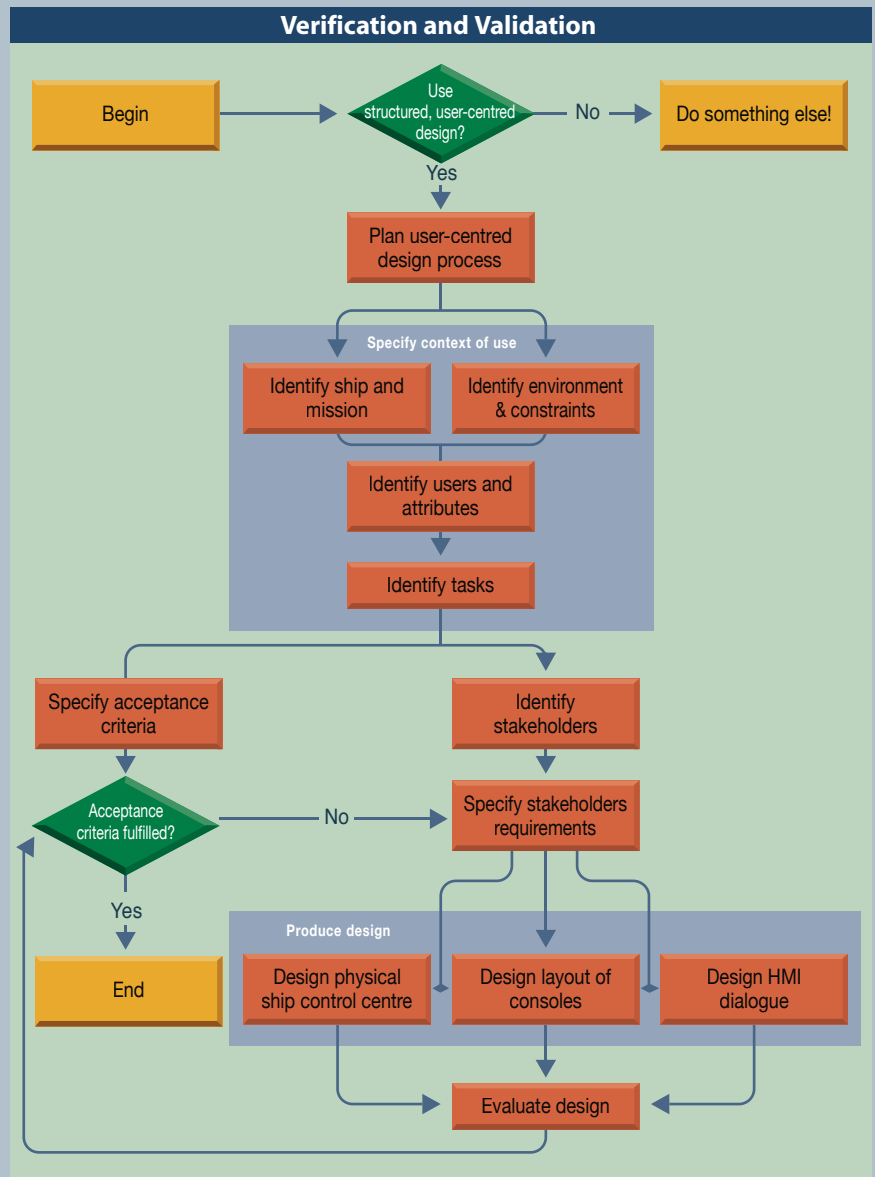 Verification and Validation
Begin
Use
structured, user-centred
design?
No
Do something else!
Yes
Plan user-centred
design process
Specify context of use
Identify ship and
mission
Identify environment
& constraints
Identify users and
attributes
Identify tasks
Specify acceptance
criteria
Identify
stakeholders
Acceptance
criteria fulfilled?
No
Specify stakeholders
requirements
Yes
End
Produce design
Design physical
ship control centre
Design layout of
consoles
Design HMI
dialogue
Evaluate design